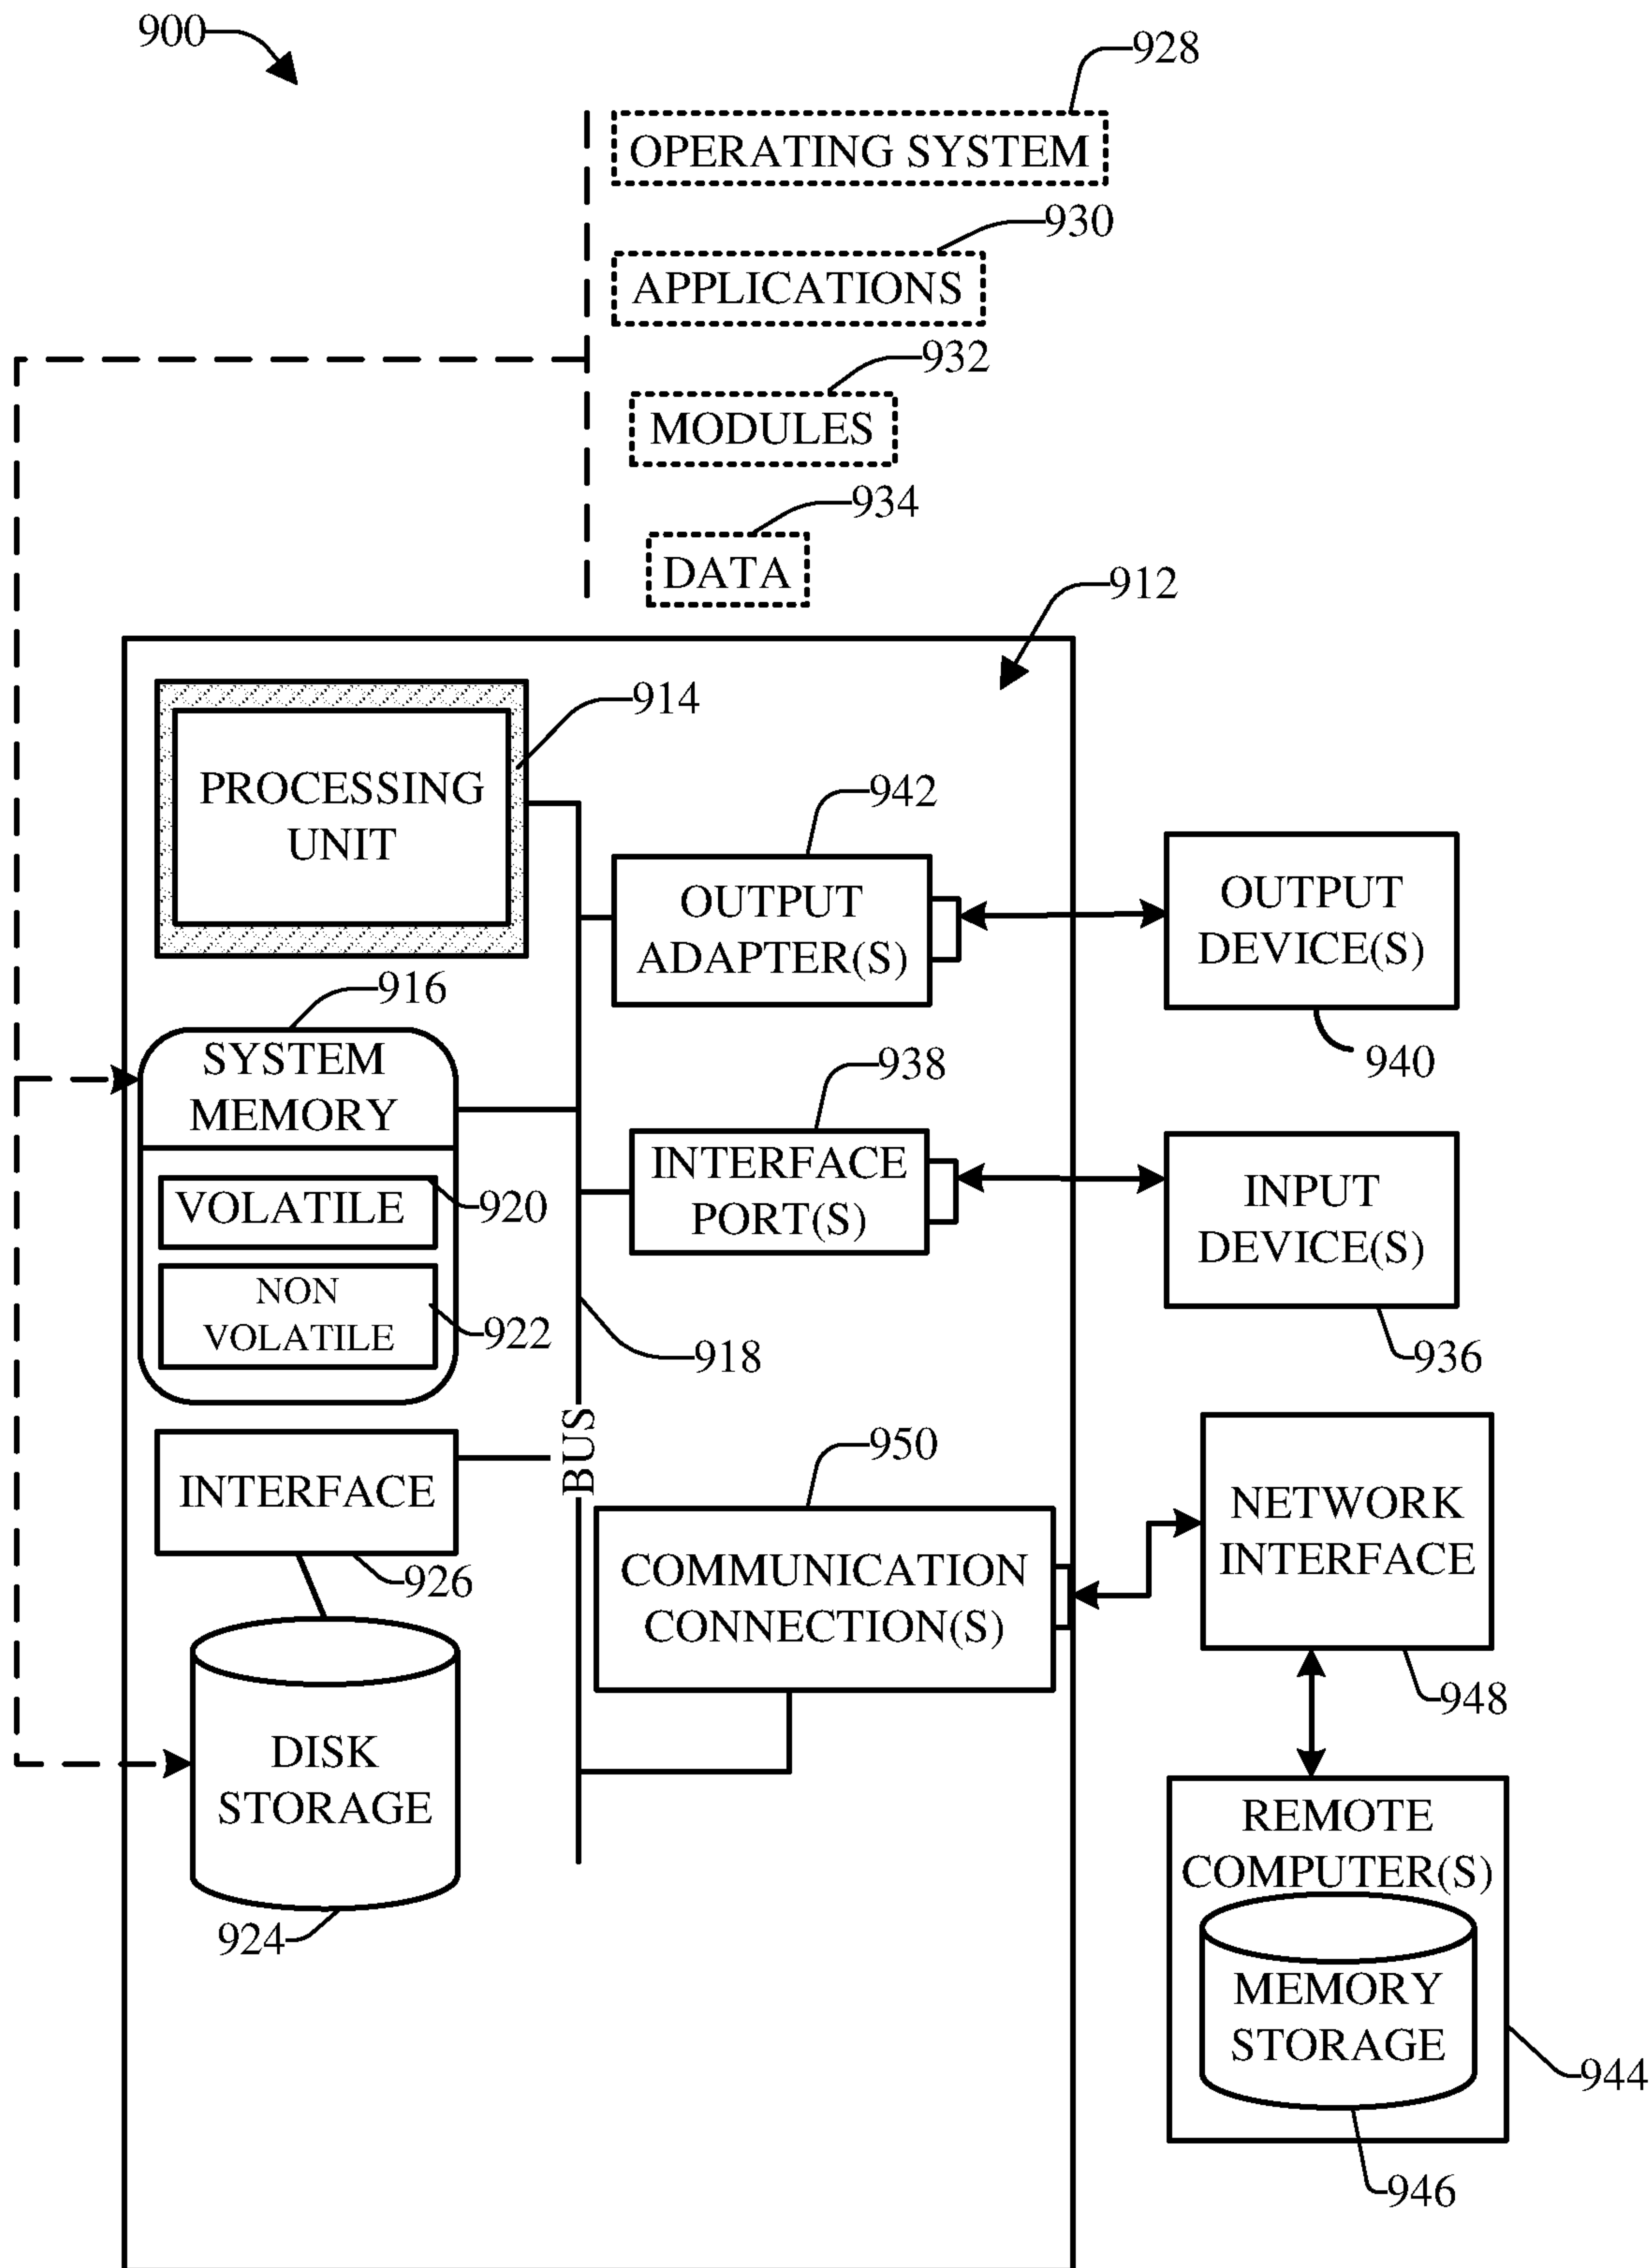 900
928
OPERATING SYSTEM
930
APPLICATIONS
932
MODULES
934
DATA
912
914
PROCESSING
UNIT
942
OUTPUT
ADAPTER(S)
OUTPUT
DEVICE(S)
940
916
SYSTEM
MEMORY
938
INTERFACE
PORT(S)
INPUT
DEVICE(S)
936
VOLATILE
920
NON
VOLATILE
922
918
BUS
INTERFACE
926
950
COMMUNICATION
CONNECTION(S)
NETWORK
INTERFACE
948
DISK
STORAGE
924
REMOTE
COMPUTER(S)
MEMORY
STORAGE
944
946